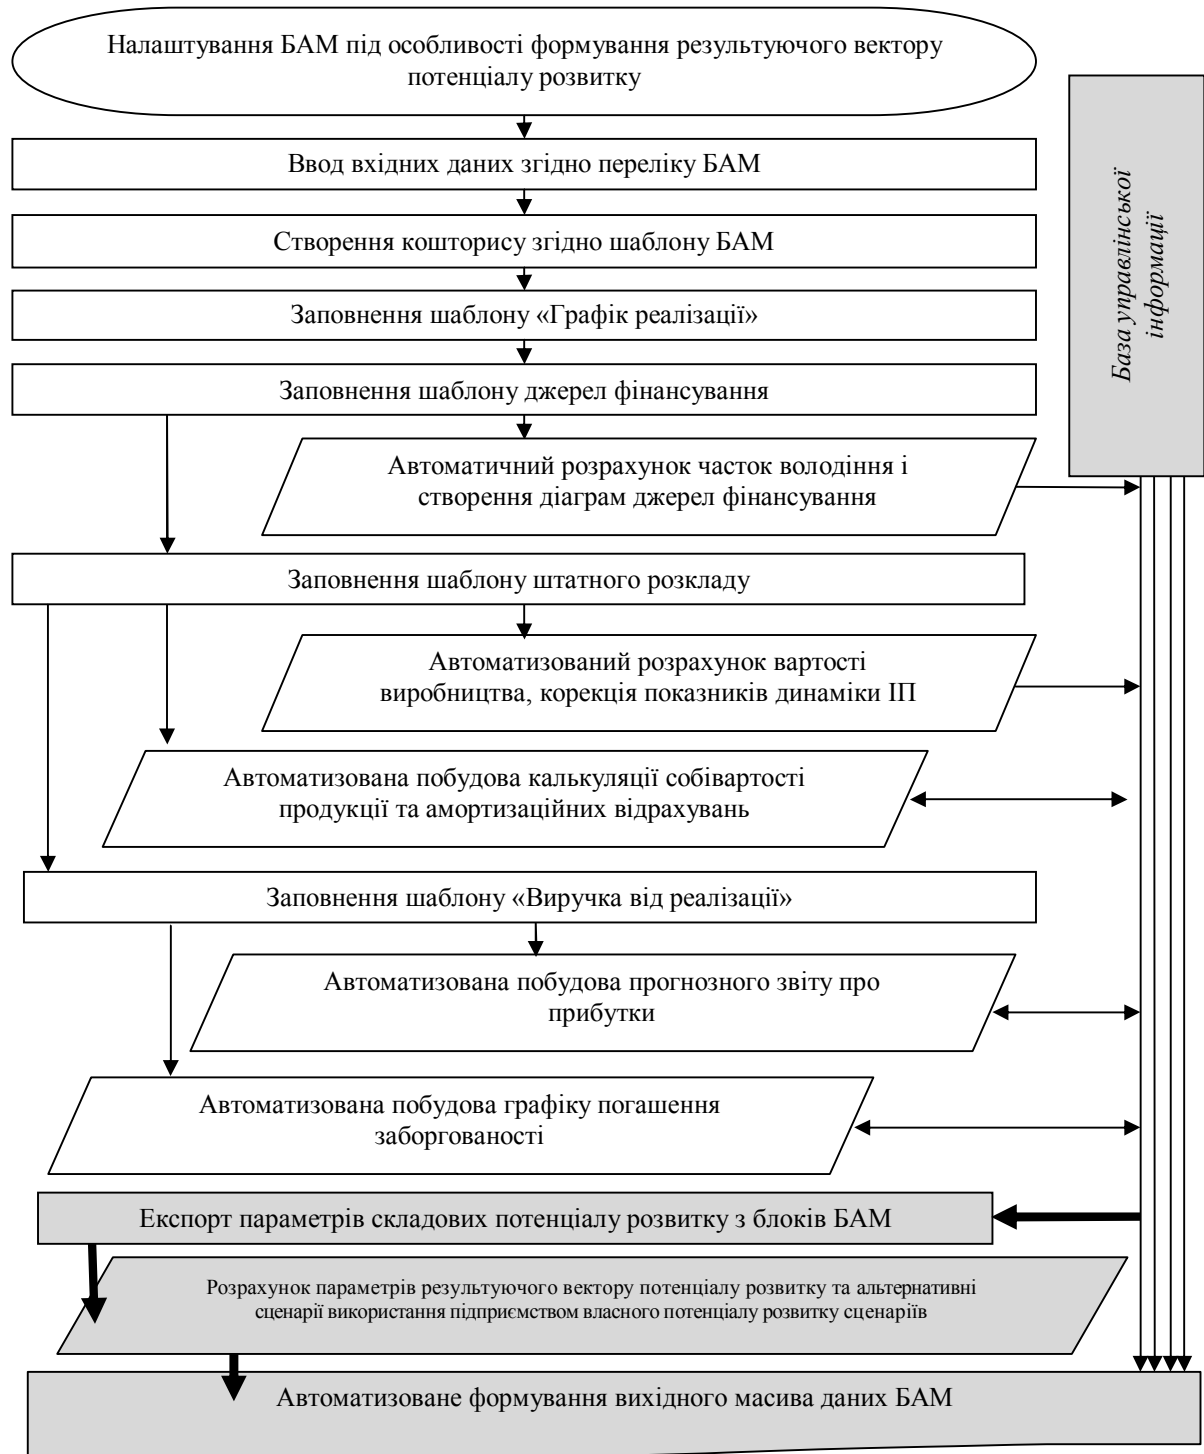 Налаштування БАМ під особливості формування результуючого вектору
потенціалу розвитку
Ввод вхідних даних згідно переліку БАМ
Створення кошторису згідно шаблону БАМ
Заповнення шаблону «Графік реалізації»
Заповнення шаблону джерел фінансування
Автоматичний розрахунок часток володіння і
створення діаграм джерел фінансування
Заповнення шаблону штатного розкладу
Автоматизований розрахунок вартості
виробництва, корекція показників динаміки ІП
Автоматизована побудова калькуляції собівартості
продукції та амортизаційних відрахувань
Заповнення шаблону «Виручка від реалізації»
Автоматизована побудова прогнозного звіту про
прибутки
Автоматизована побудова графіку погашення
заборгованості
Експорт параметрів складових потенціалу розвитку з блоків БАМ
Розрахунок параметрів результуючого вектору потенціалу розвитку та альтернативні
сценарії використання підприємством власного потенціалу розвитку сценаріїв
Автоматизоване формування вихідного масива даних БАМ
База управлінської
інформації